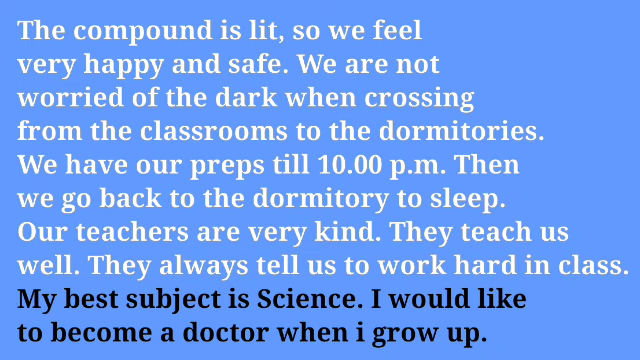 The compound is lit, so we feel
very happy and safe. We are not
worried of the dark when crossing
from the classrooms to the dormitories.
We have our preps till 10.00 p.m. Then
we go back to the dormitory to sleep.
Our teachers are very kind. They teach us
well. They always tell us to work hard in class.
My best subject is Science. I would like
to become a doctor when i grow up.